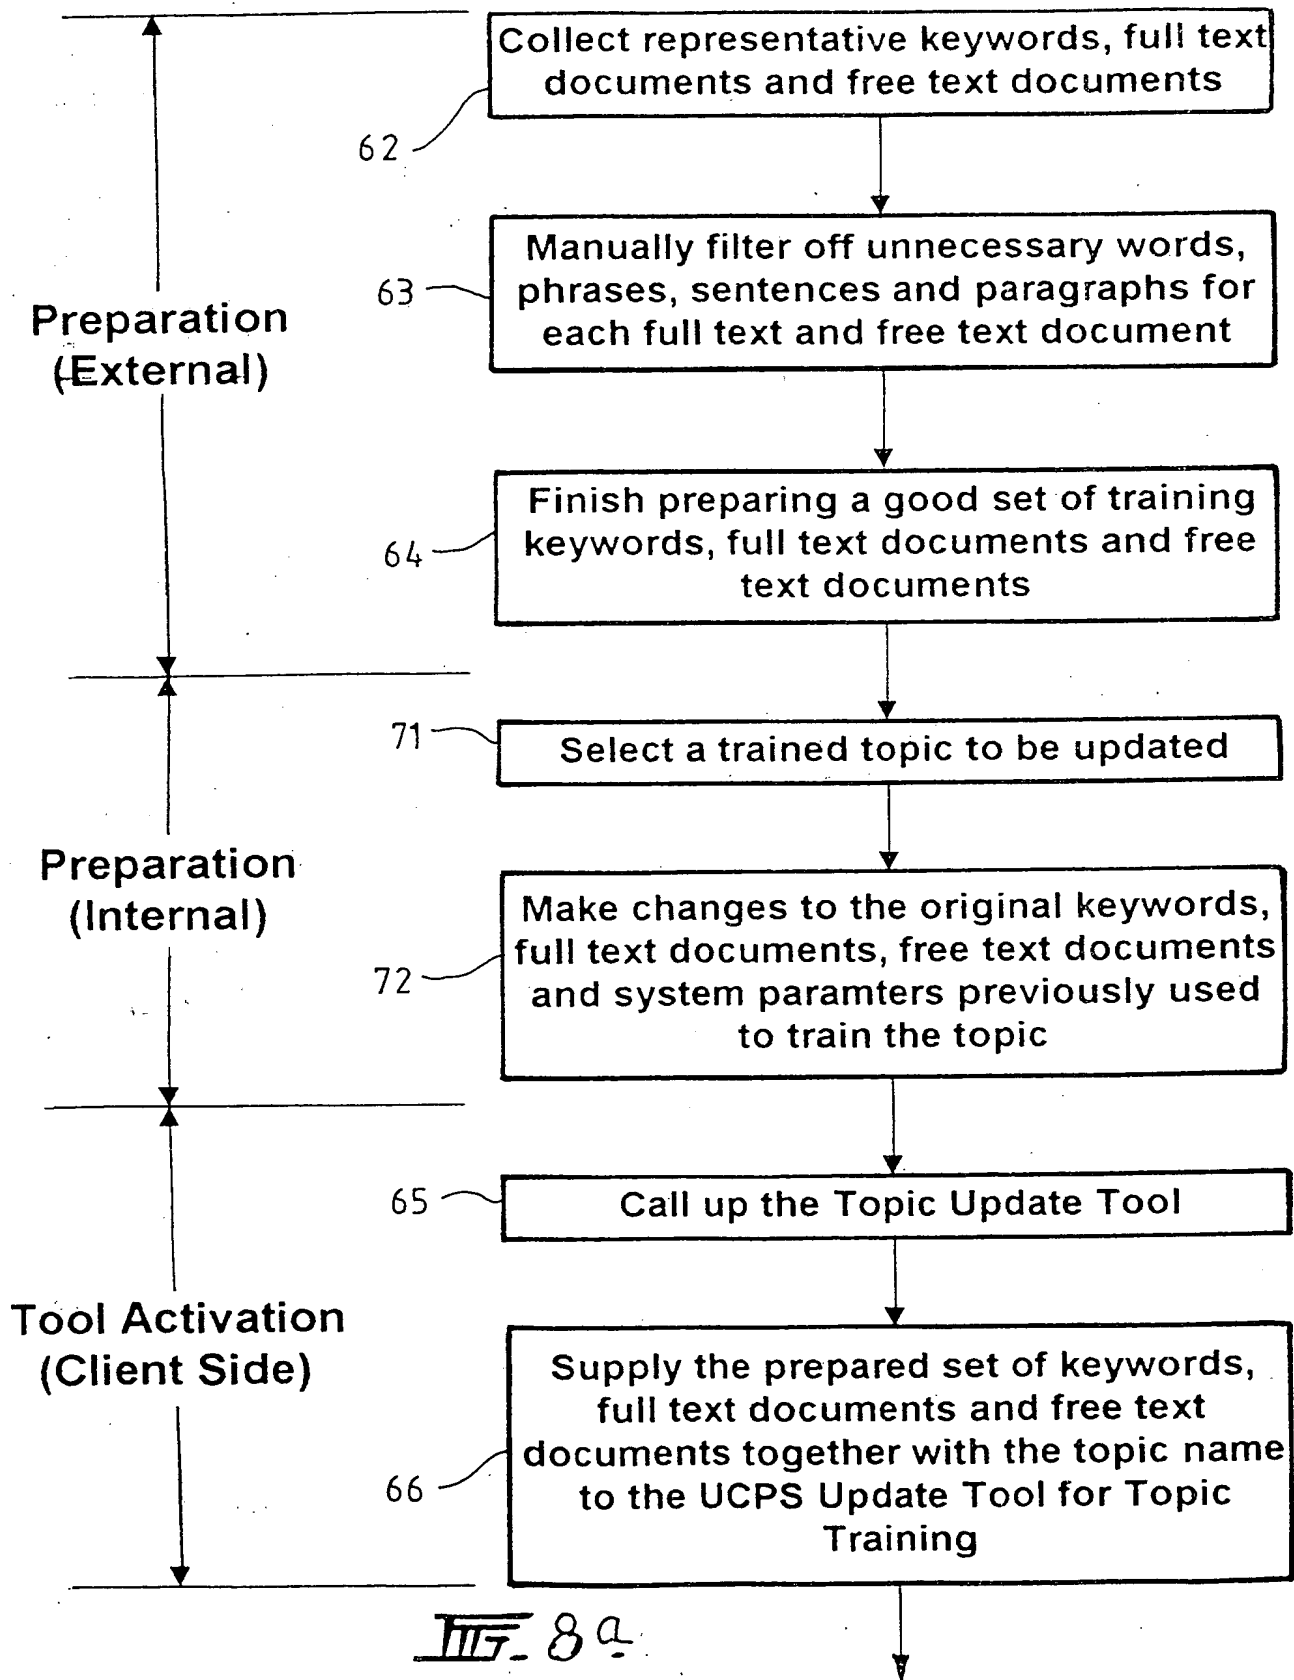 Collect representative keywords, full text
documents and free text documents
62
Manually filter off unnecessary words,
phrases, sentences and paragraphs for
each full text and free text document
63
Preparation
(External)
Finish preparing a good set of training
keywords, full text documents and free
text documents
64
71
Select a trained topic to be updated
Preparation
(Internal)
Make changes to the original keywords,
full text documents, free text documents
and system paramters previously used
to train the topic
72
65
Call up the Topic Update Tool
Tool Activation
(Client Side)
Supply the prepared set of keywords,
full text documents and free text
documents together with the topic name
to the UCPS Update Tool for Topic
Training
66
FIG. 8a